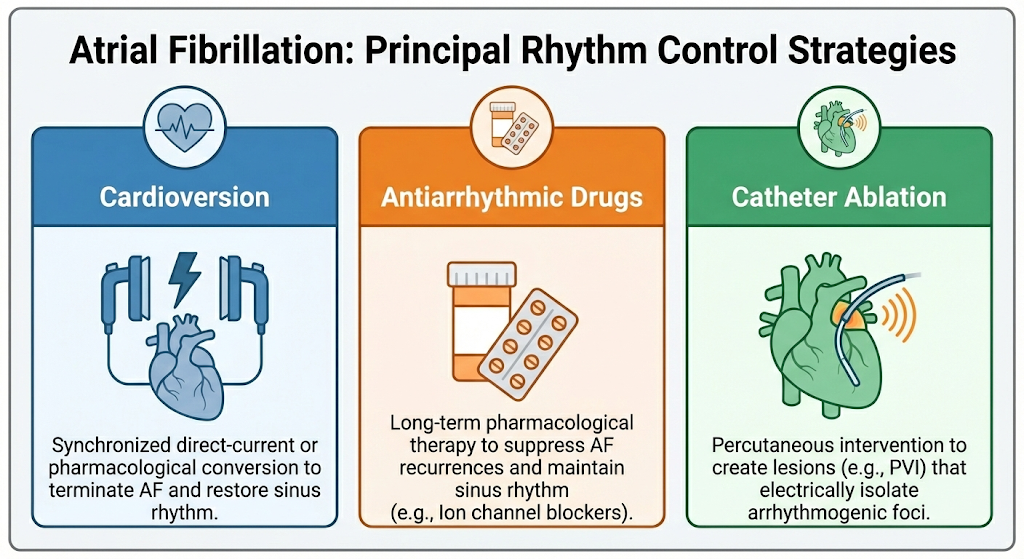 Atrial Fibrillation: Principal Rhythm Control Strategies
Cardioversion
Synchronized direct-current or
pharmacological conversion to
terminate AF and restore sinus
rhythm.
Antiarrhythmic Drugs
Long-term pharmacological
therapy to suppress AF
recurrences and maintain
sinus rhythm
(e.g., Ion channel blockers).
Catheter Ablation
Percutaneous intervention to
create lesions (e.g., PVI) that
electrically isolate
arrhythmogenic foci.